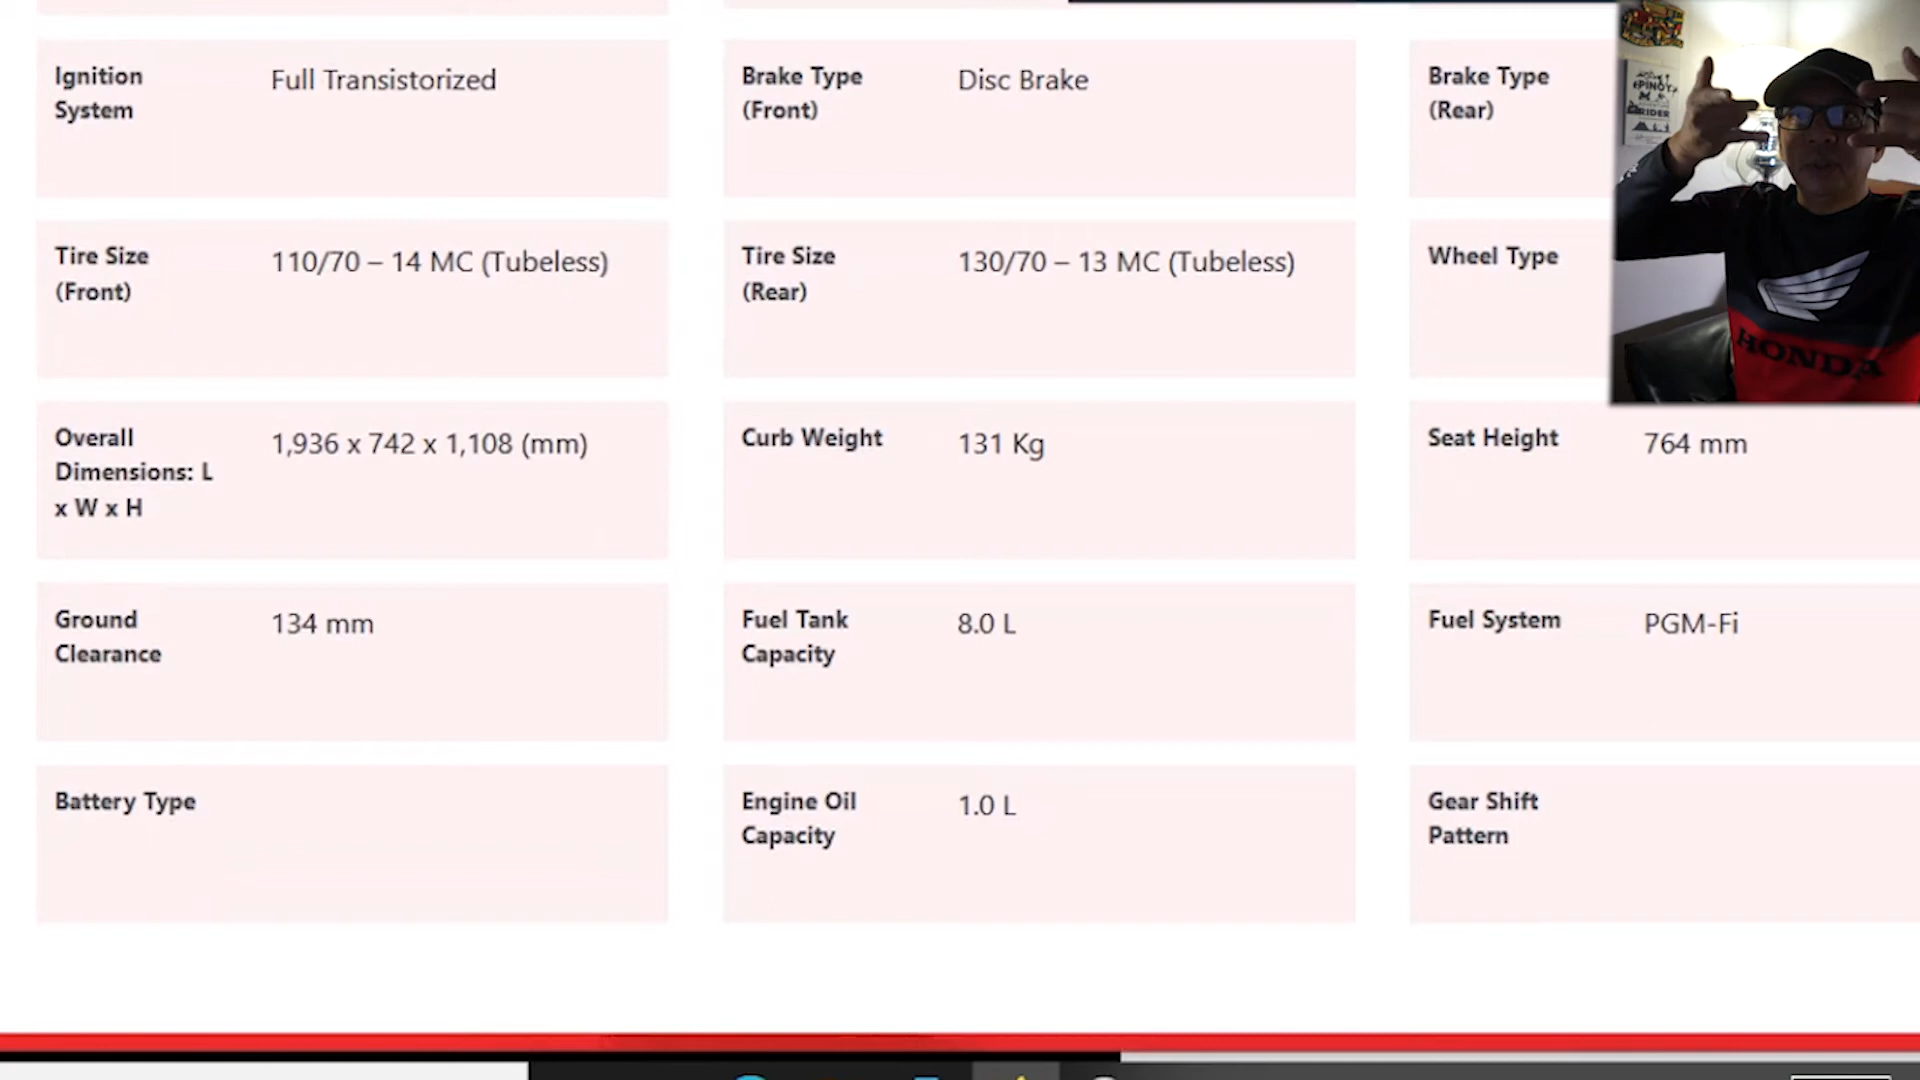 Ignition
System
Full Transistorized
Brake Type
(Front)
Disc Brake
Brake Type
(Rear)
Tire Size
(Front)
110/70 – 14 MC (Tubeless)
Tire Size
(Rear)
130/70 – 13 MC (Tubeless)
Wheel Type
Overall
Dimensions: L
x W x H
1,936 x 742 x 1,108 (mm)
Curb Weight
131 Kg
Seat Height
764 mm
Ground
Clearance
134 mm
Fuel Tank
Capacity
8.0 L
Fuel System
PGM-Fi
Battery Type
Engine Oil
Capacity
1.0 L
Gear Shift
Pattern
PINOY
RIDER
HONDA